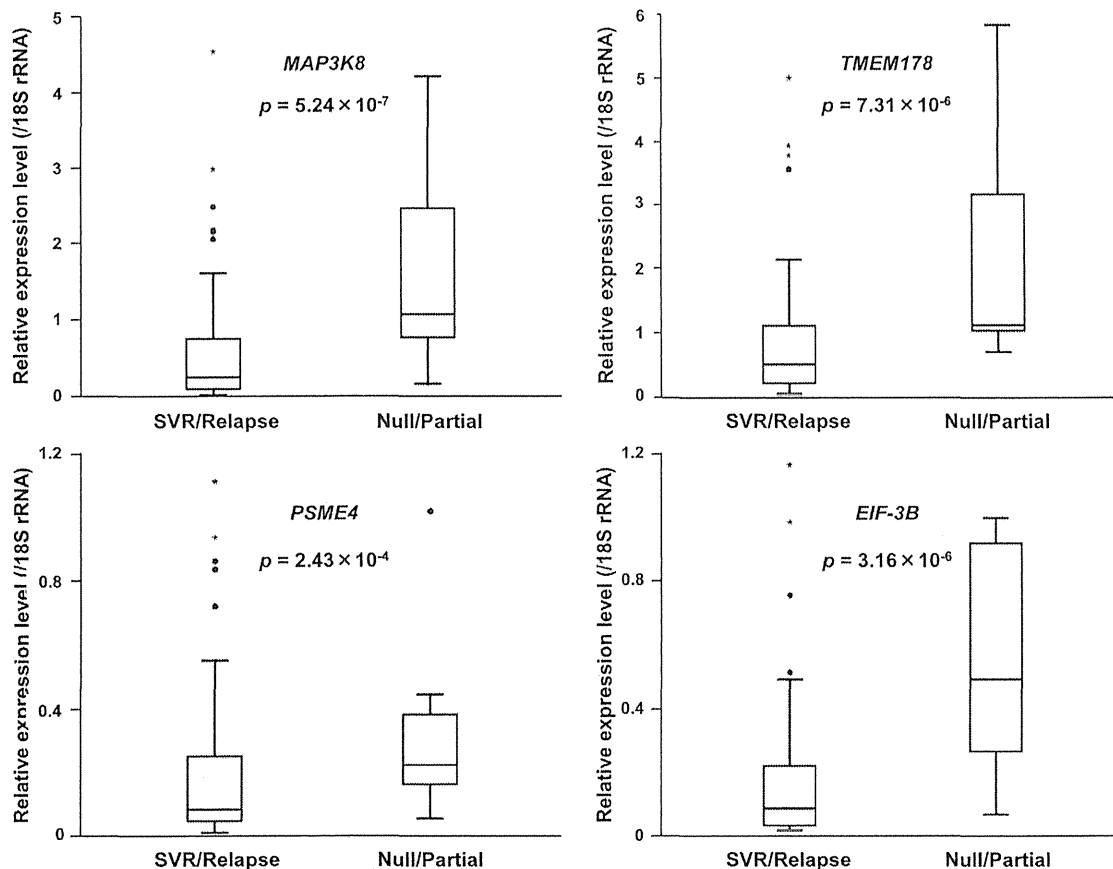 Relative expression level (/18S rRNA)
5
4
3
2
1
0
MAP3K8
p = 5.24 × 10-7
SVR/Relapse
Null/Partial
Relative expression level (/18S rRNA)
6
5
4
3
2
1
0
TMEM178
p = 7.31 × 10-6
SVR/Relapse
Null/Partial
Relative expression level (/18S rRNA)
1.2
0.8
0.4
0
PSME4
p = 2.43 × 10-4
SVR/Relapse
Null/Partial
Relative expression level (/18S rRNA)
1.2
0.8
0.4
0
EIF-3B
p = 3.16 × 10-6
SVR/Relapse
Null/Partial